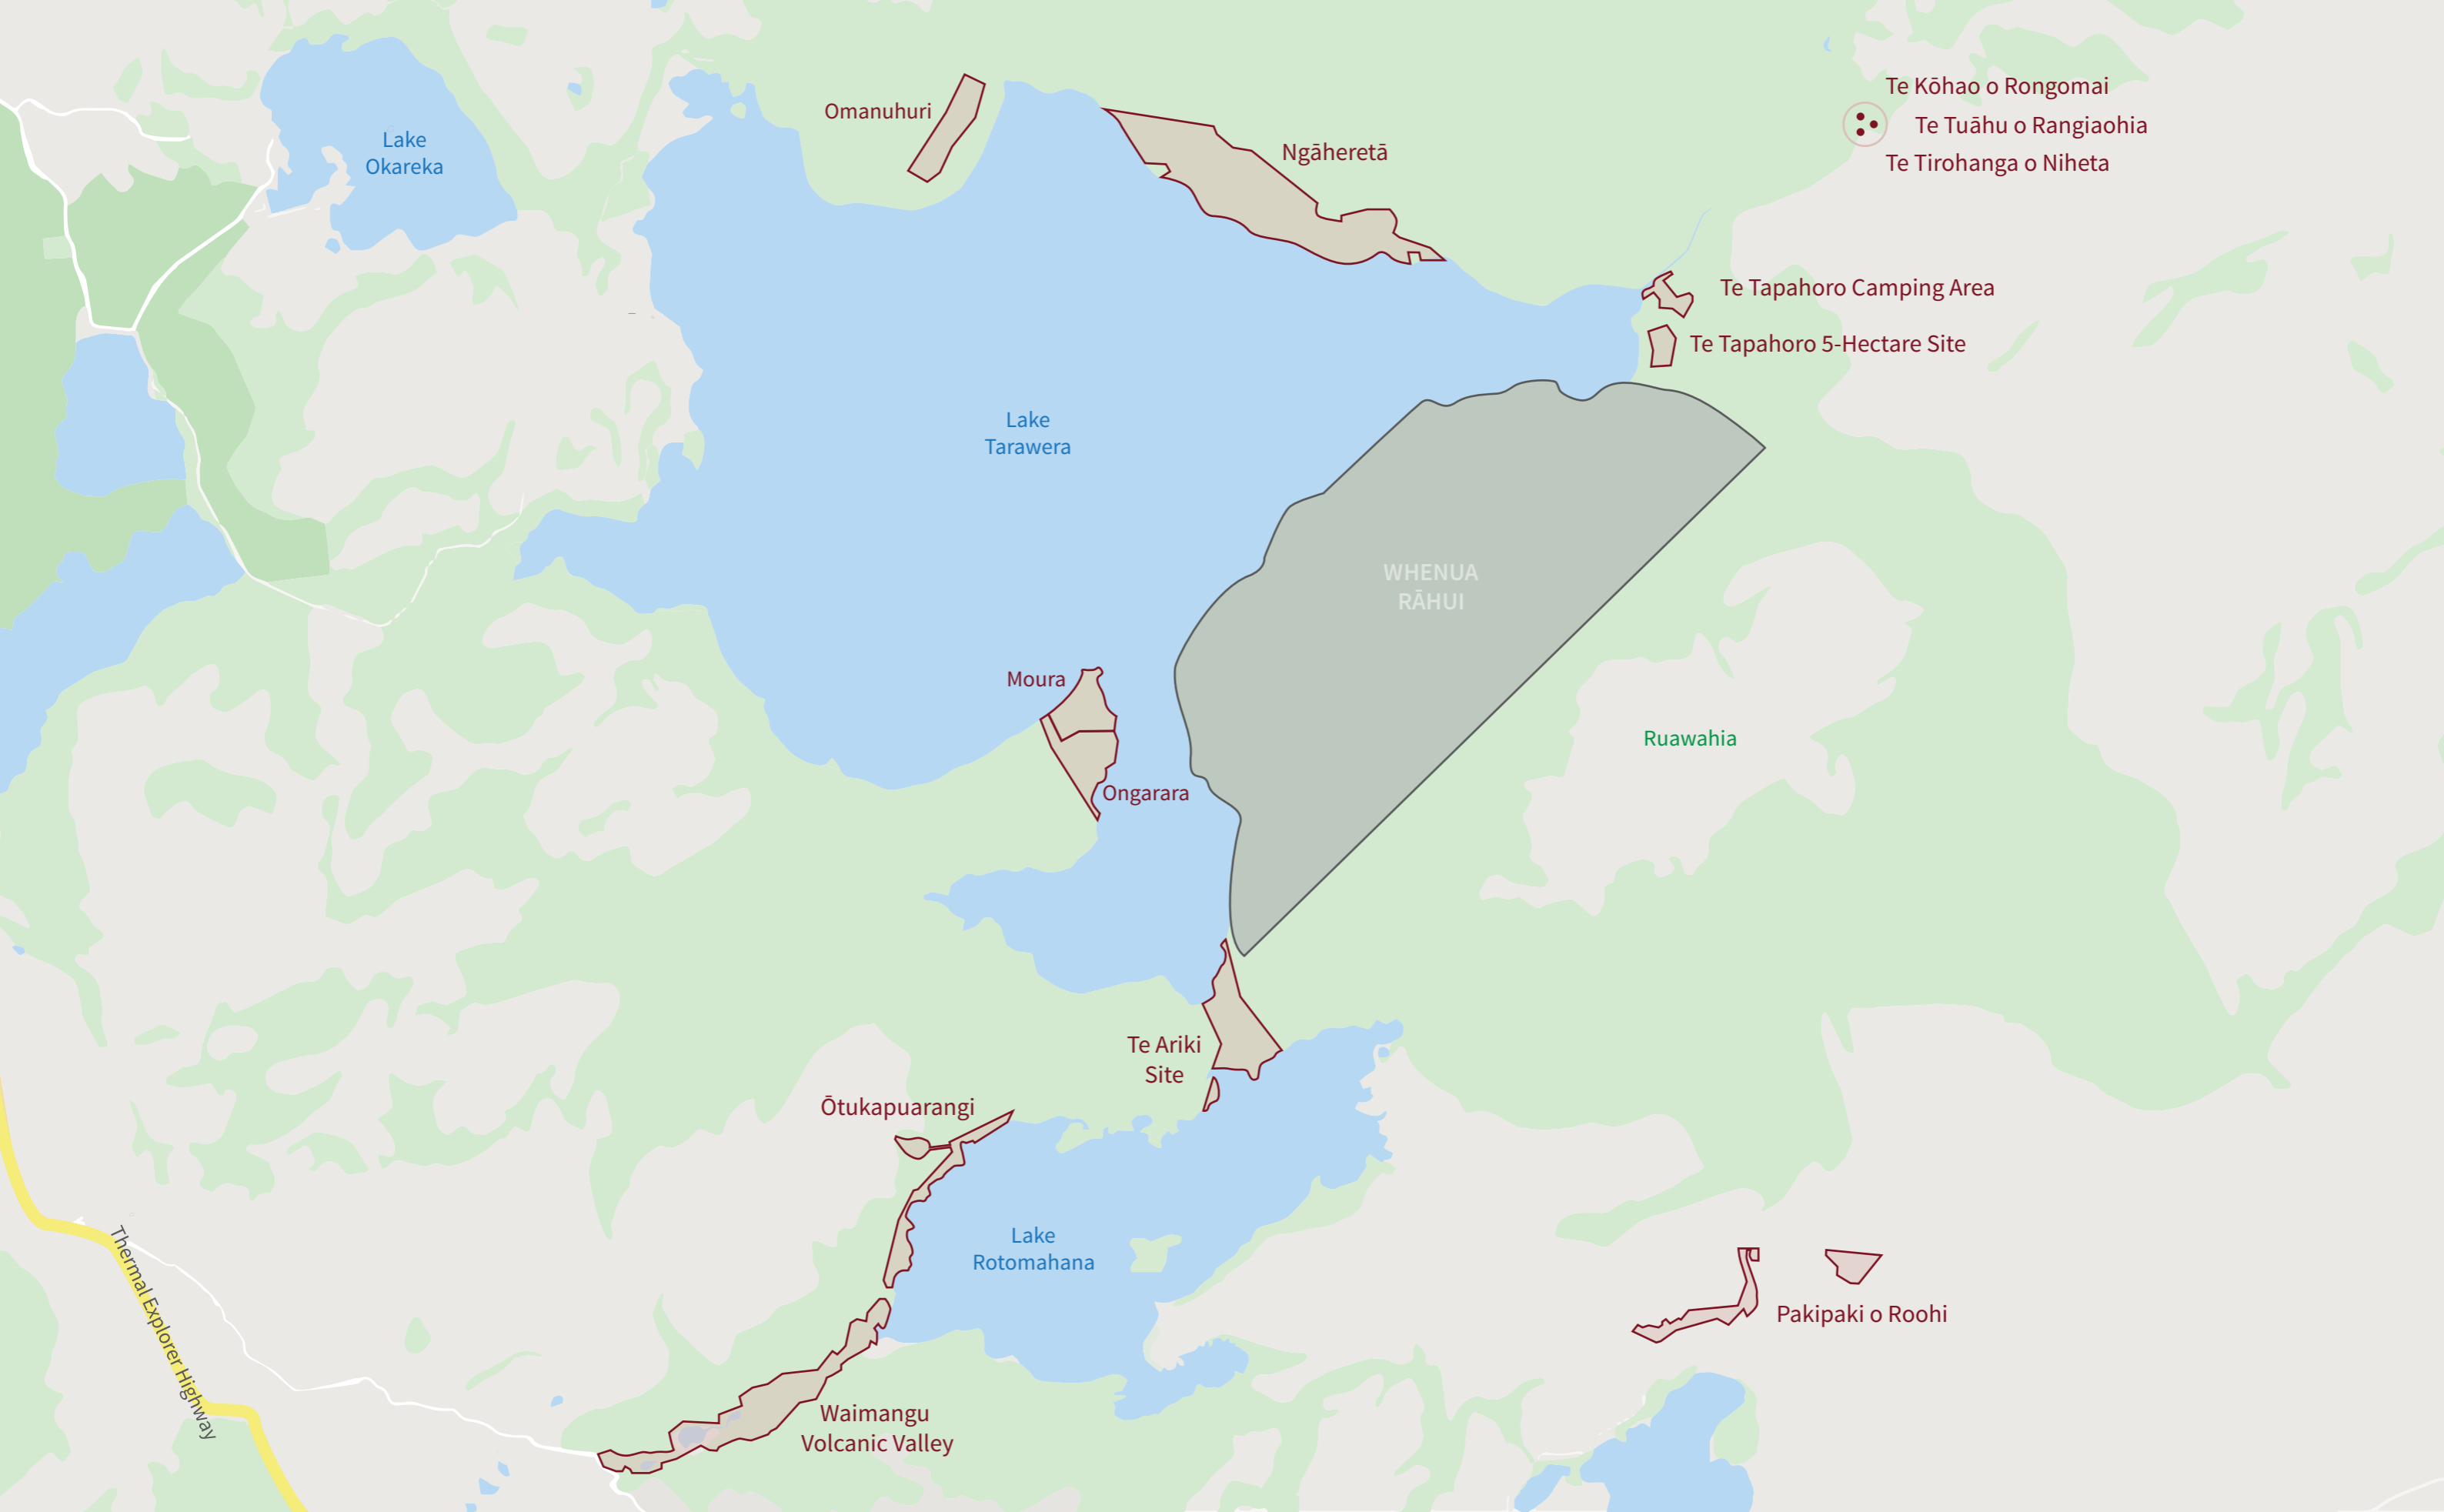 Te Kōhao o Rongomai
Omanuhuri
Te Tuāhu o Rangiaohia
Lake
Okareka
Ngāheretā
Te Tirohanga o Niheta
Te Tapahoro Camping Area
Te Tapahoro 5-Hectare Site
Lake
Tarawera
WHENUA
RĀHUI
Moura
Ruawahia
Ongarara
Te Ariki
Site
Ōtukapuarangi
Lake
Rotomahana
Thermal Explorer Highway
Pakipaki o Roohi
Waimangu
Volcanic Valley